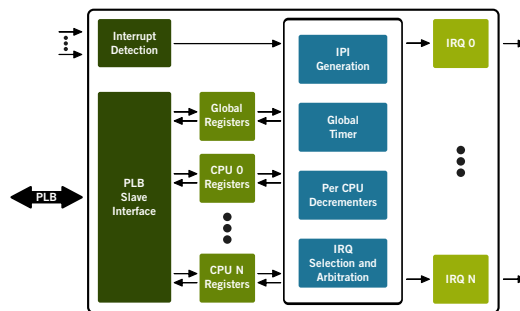 Interrupt
Detection
IPI
Generation
IRQ 0
Global
Registers
Global
Timer
PLB
PLB
Slave
Interface
CPU 0
Registers
Per CPU
Decrementers
CPU N
Registers
IRQ
Selection and
Arbitration
IRQ N